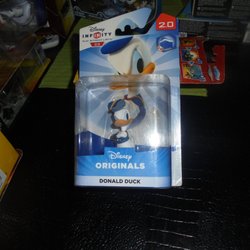 Disney
INFINITY
2.0
Disney
ORIGINALS
DONALD DUCK